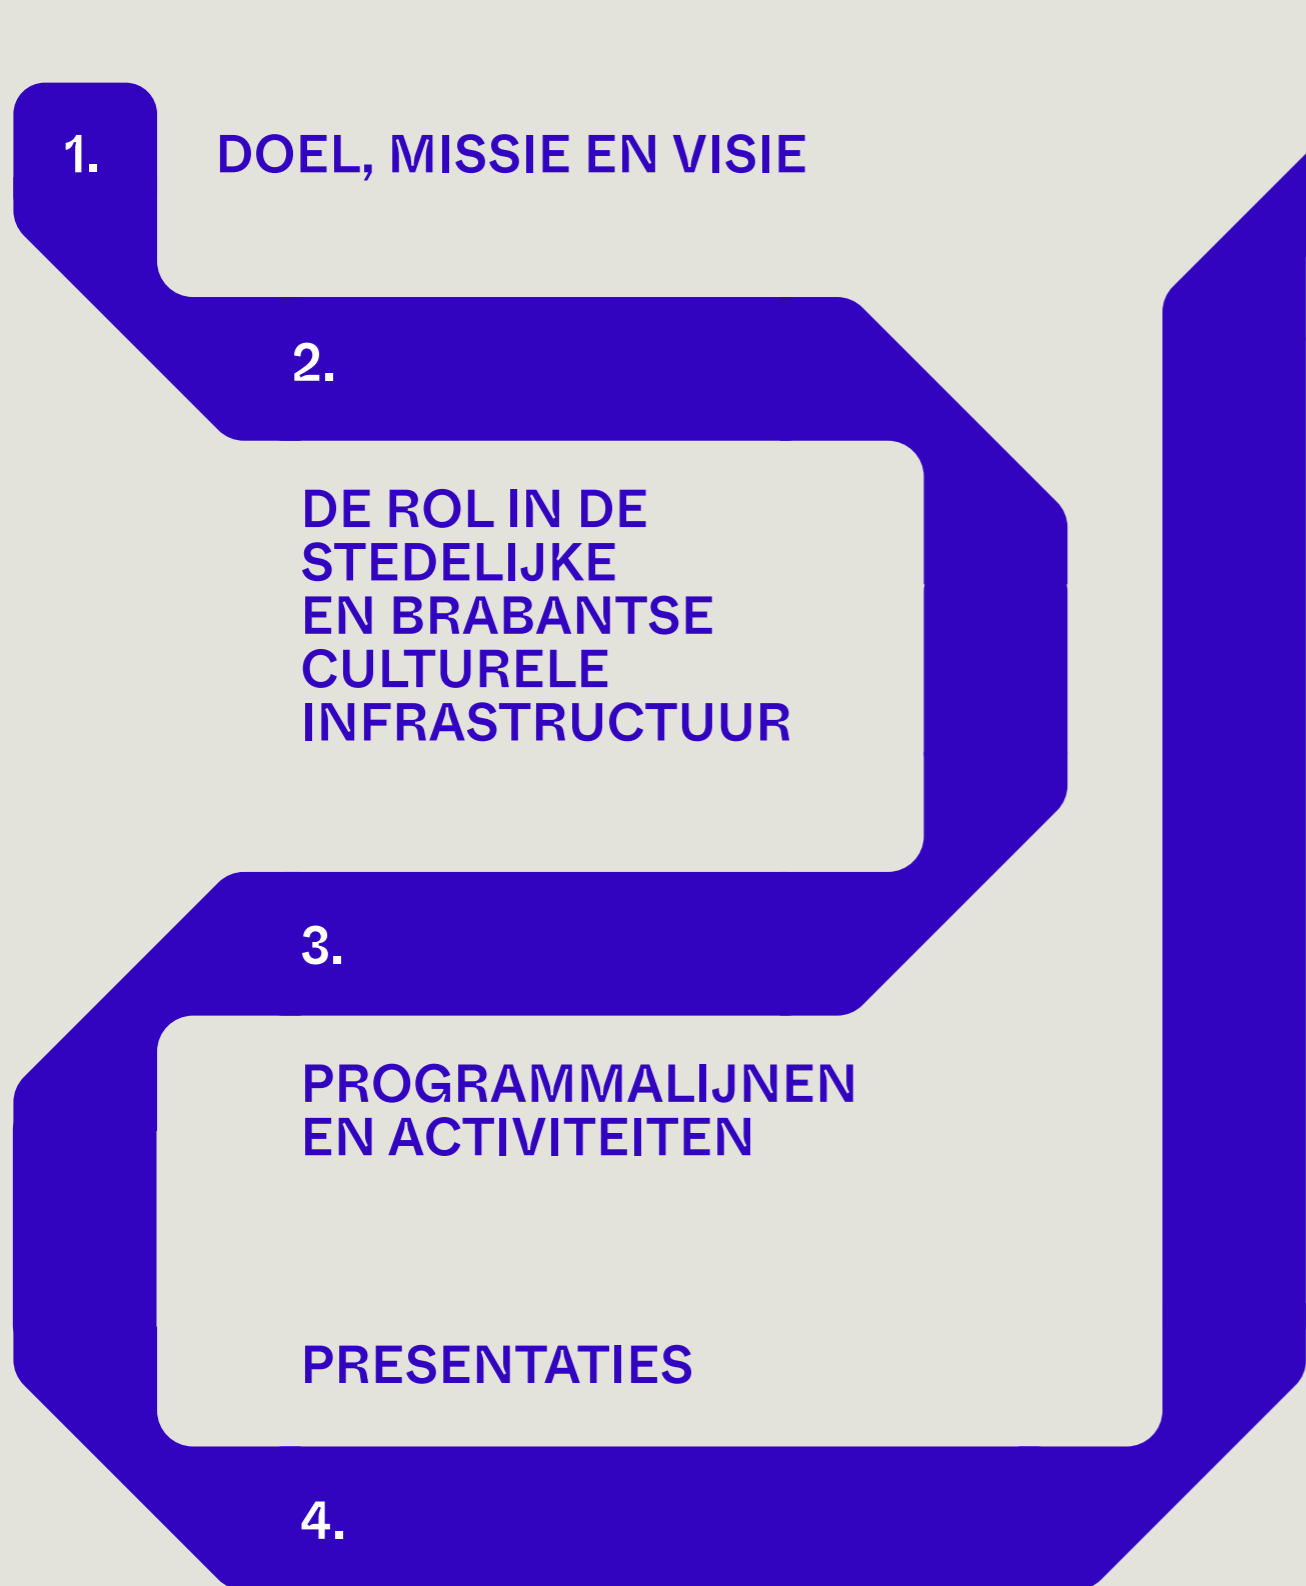 1.
DOEL, MISSIE EN VISIE
2.
DE ROL IN DE
STEDELIJKE
EN BRABANTSE
CULTURELE
INFRASTRUCTUUR
3.
PROGRAMMALIJNEN
EN ACTIVITEITEN
PRESENTATIES
4.